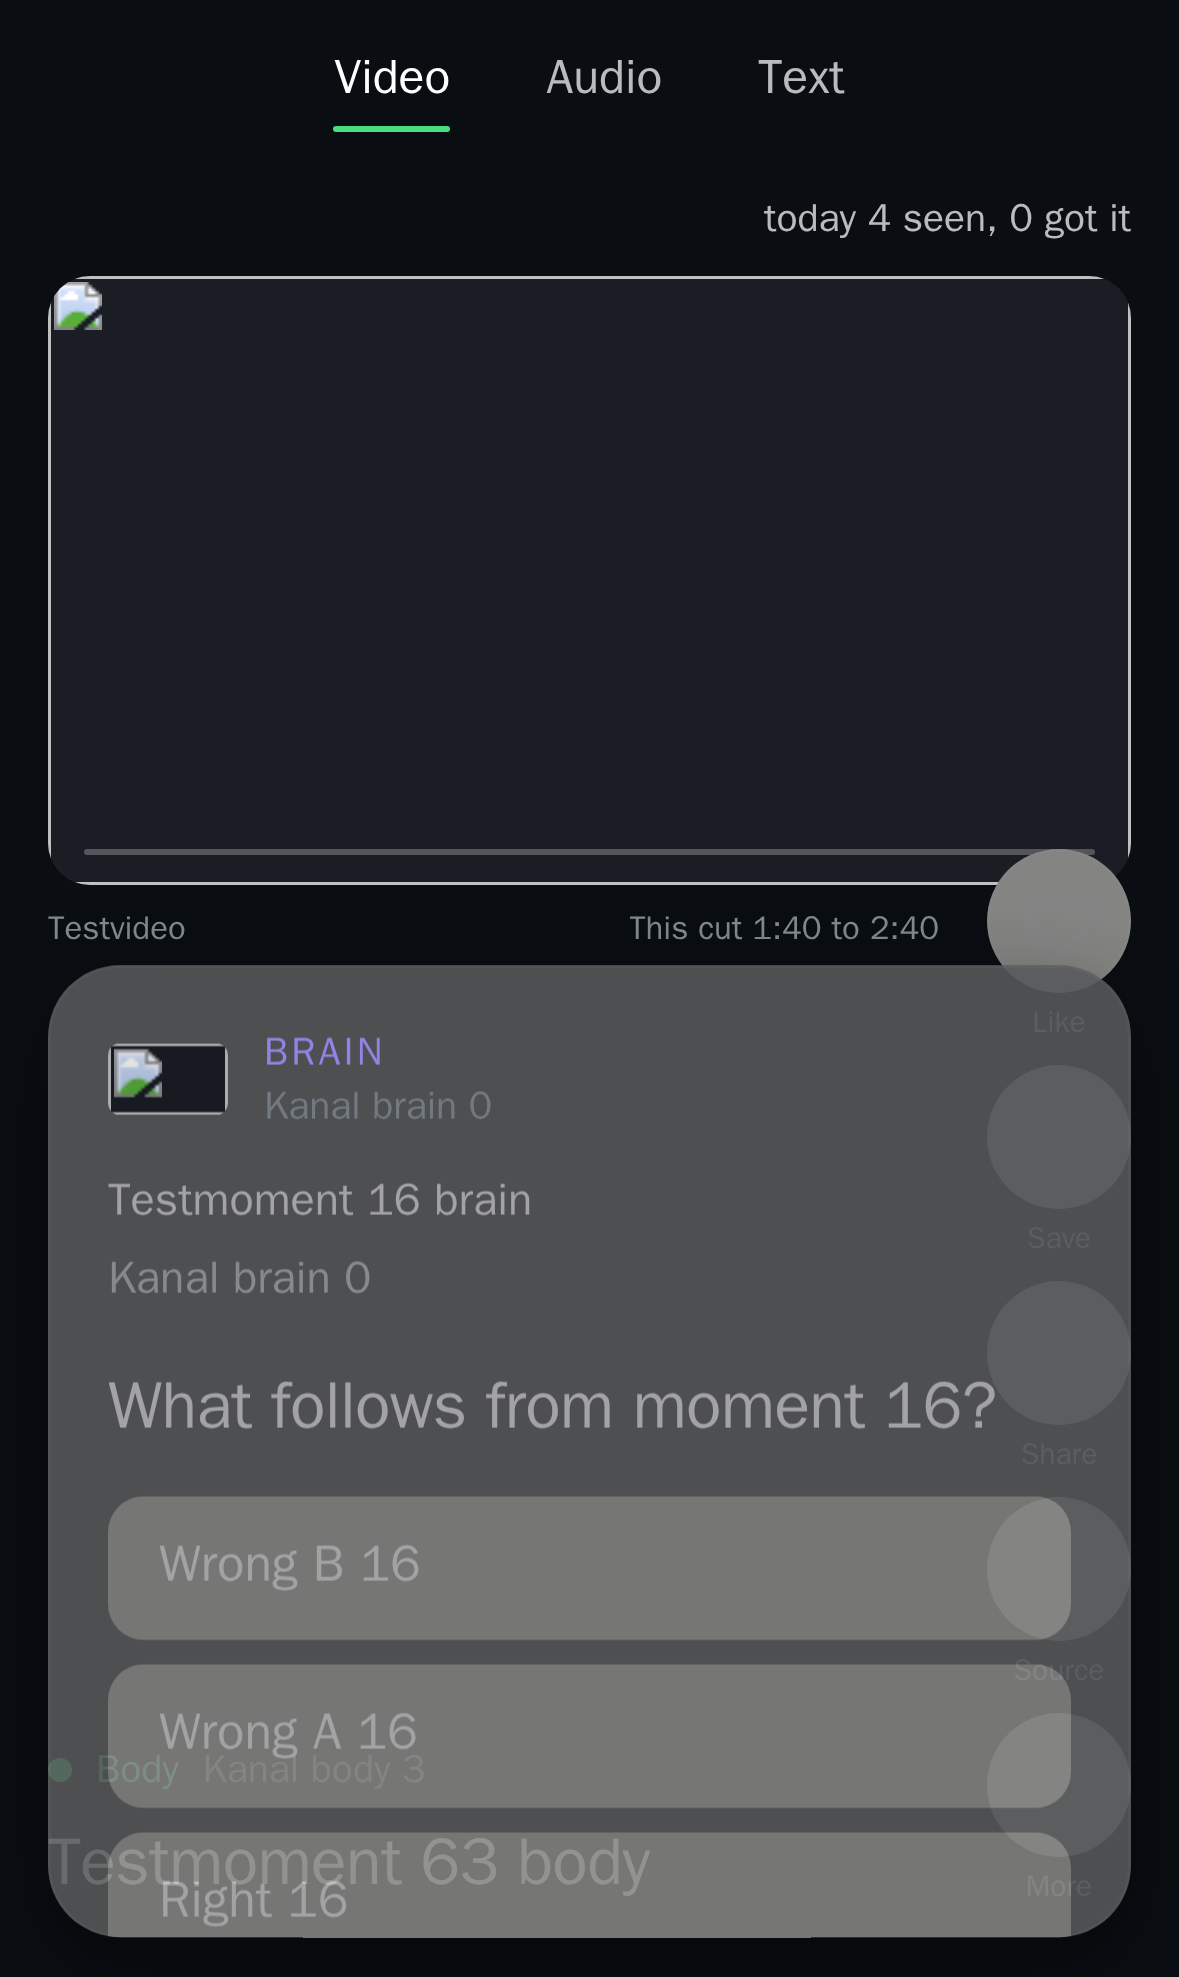 Video Audio Text
today 4 seen, 0 got it
Testvideo This cut 1:40 to 2:40
Like
BRAIN
Kanal brain 0
Testmoment 16 brain
Save
Kanal brain 0
What follows from moment 16?
Share
Wrong B 16
Source
Wrong A 16
Body Kanal body 3
Testmoment 63 body
More
Right 16